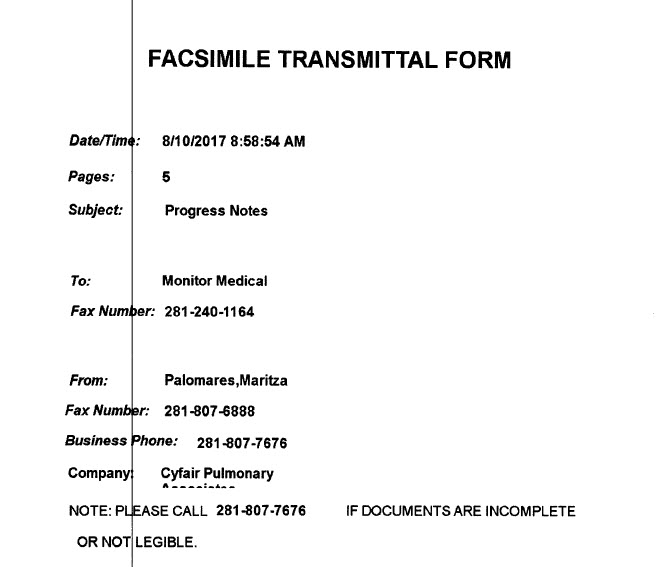 FACSIMILE TRANSMITTAL FORM
Date/Time: 8/10/2017 8:58:54 AM
Pages: 5
Subject: Progress Notes
To: Monitor Medical
Fax Number: 281-240-1164
From: Palomares,Maritza
Fax Number: 281-807-6888
Business Phone: 281-807-7676
Company: Cyfair Pulmonary
NOTE: PLEASE CALL 281-807-7676 IF DOCUMENTS ARE INCOMPLETE
OR NOT LEGIBLE.